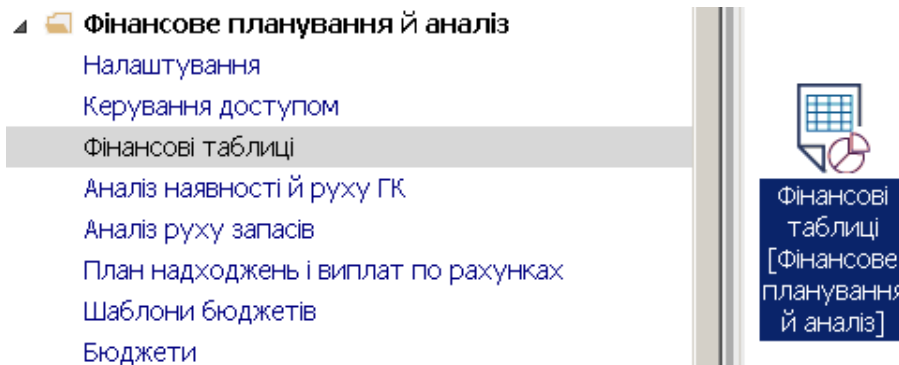 Фінансове планування й аналіз
Налаштування
Керування доступом
Фінансові таблиці
Аналіз наявності й руху ГК
Аналіз руху запасів
План надходжень і виплат по рахунках
Шаблони бюджетів
Бюджети
Фінансові
таблиці
[Фінансове
планування
й аналіз]